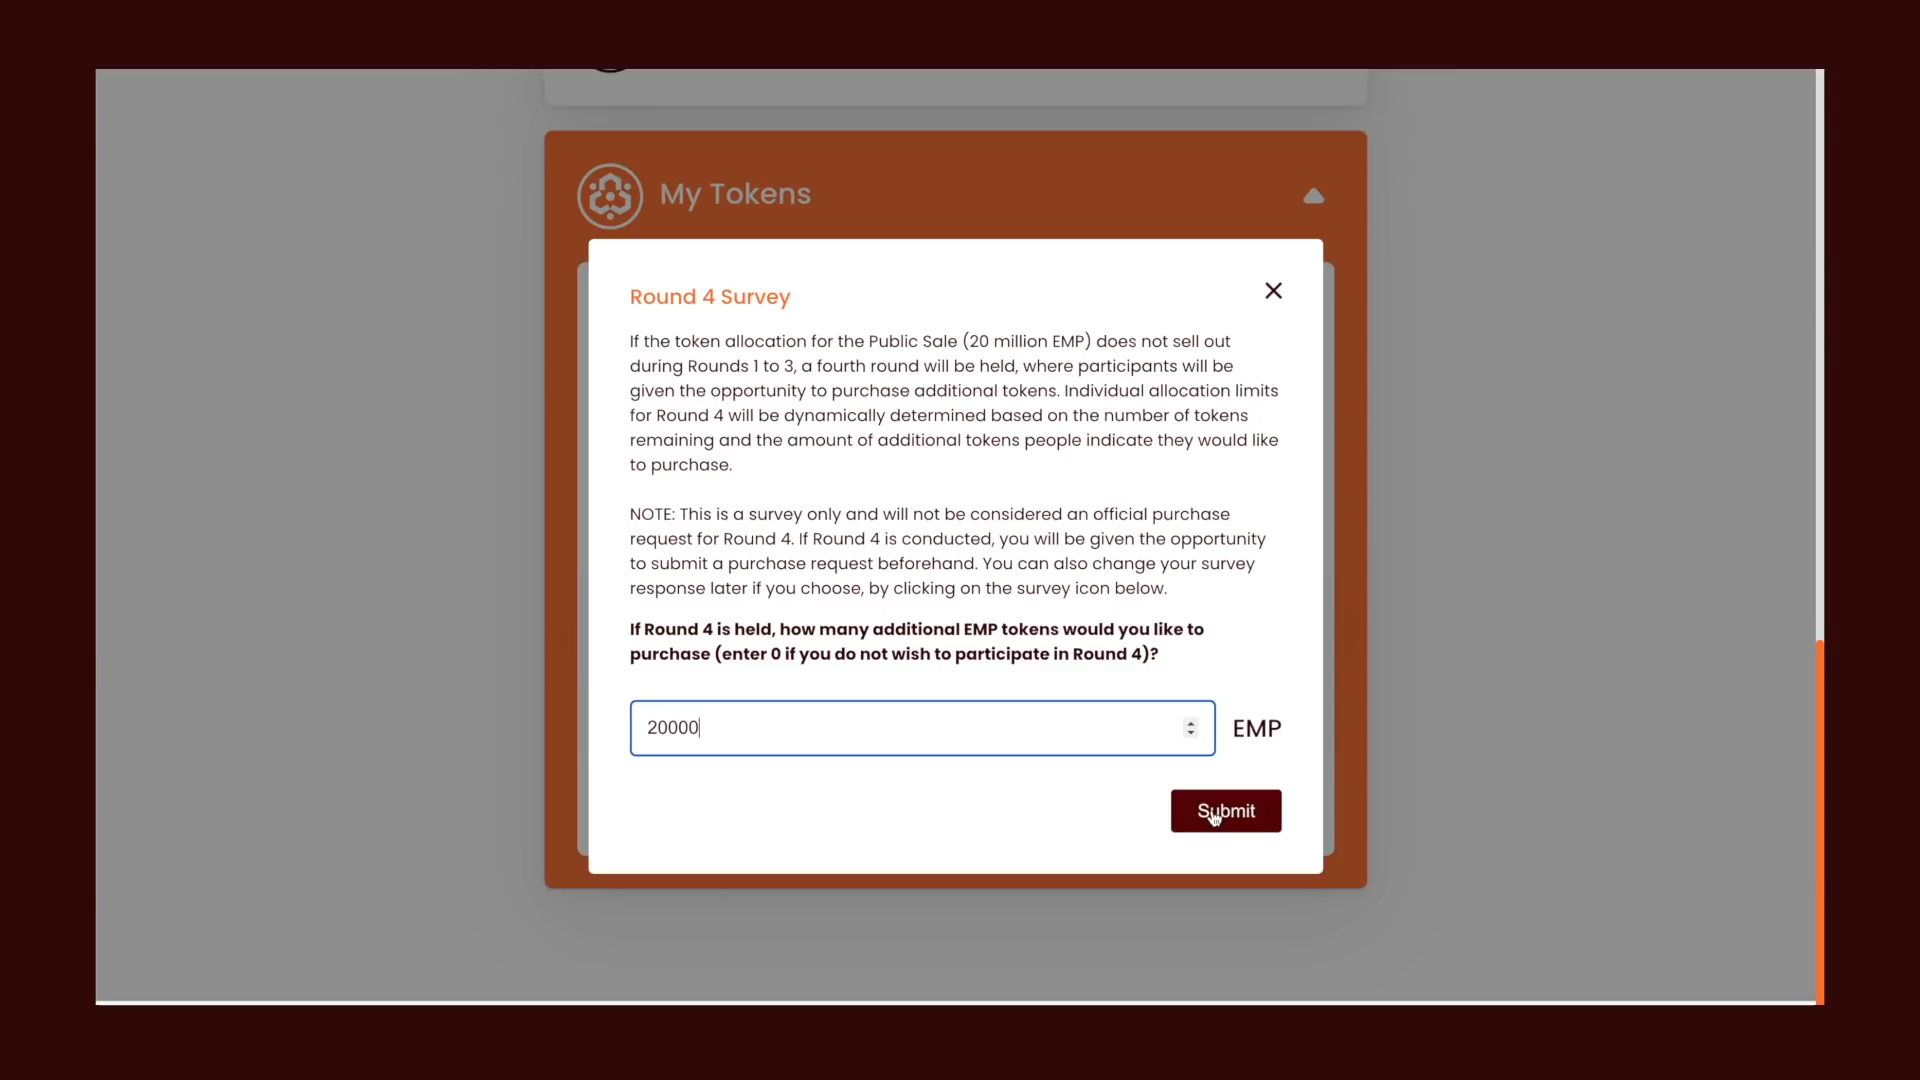 My Tokens
Round 4 Survey
If the token allocation for the Public Sale (20 million EMP) does not sell out
during Rounds 1 to 3, a fourth round will be held, where participants will be
given the opportunity to purchase additional tokens. Individual allocation limits
for Round 4 will be dynamically determined based on the number of tokens
remaining and the amount of additional tokens people indicate they would like
to purchase.
NOTE: This is a survey only and will not be considered an official purchase
request for Round 4. If Round 4 is conducted, you will be given the opportunity
to submit a purchase request beforehand. You can also change your survey
response later if you choose, by clicking on the survey icon below.
If Round 4 is held, how many additional EMP tokens would you like to
purchase (enter 0 if you do not wish to participate in Round 4)?
20000 EMP
Submit